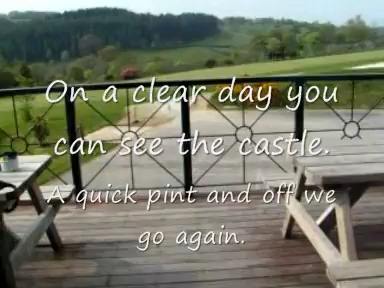 On a clear day you
can see the castle.
A quick pint and off we
go again.